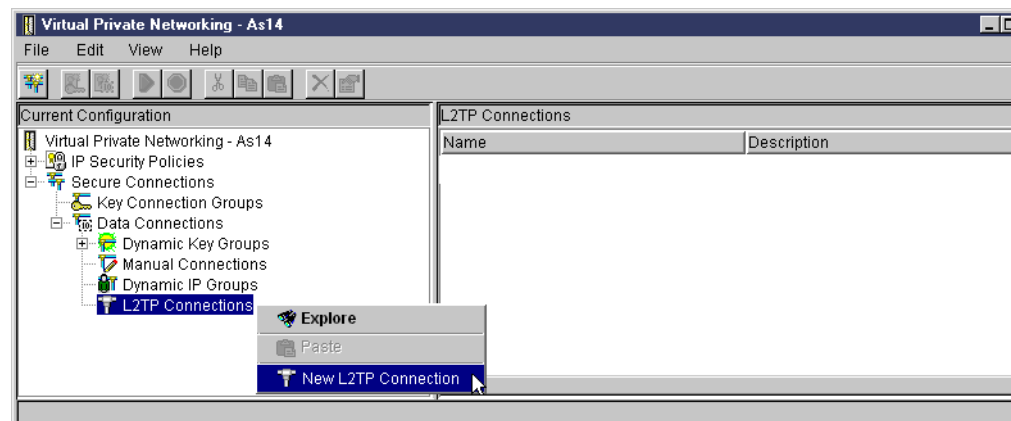 Virtual Private Networking - As14
File Edit View Help
Current Configuration
L2TP Connections
Virtual Private Networking - As14
Name Description
IP Security Policies
Secure Connections
Key Connection Groups
Data Connections
Dynamic Key Groups
Manual Connections
Dynamic IP Groups
L2TP Connections
Explore
Paste
New L2TP Connection